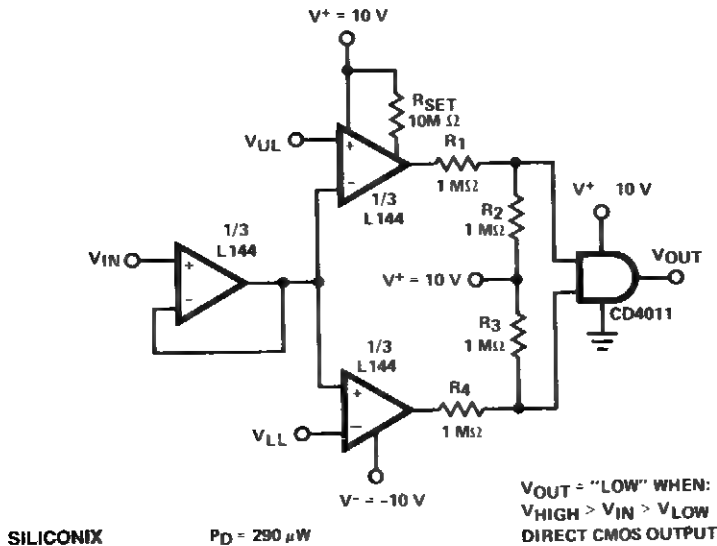 V+ = 10 V
RSET
10M Ω
VUL
+
−
1/3
L144
R1
1 MΩ
R2
1 MΩ
V+ 10 V
VOUT
CD4011
1/3
L144
VIN
+
−
V+ = 10 V
R3
1 MΩ
1/3
L144
+
−
VLL
R4
1 MΩ
V− = −10 V
VOUT = "LOW" WHEN:
VHIGH > VIN > VLOW
DIRECT CMOS OUTPUT
SILICONIX
PD = 290 μW